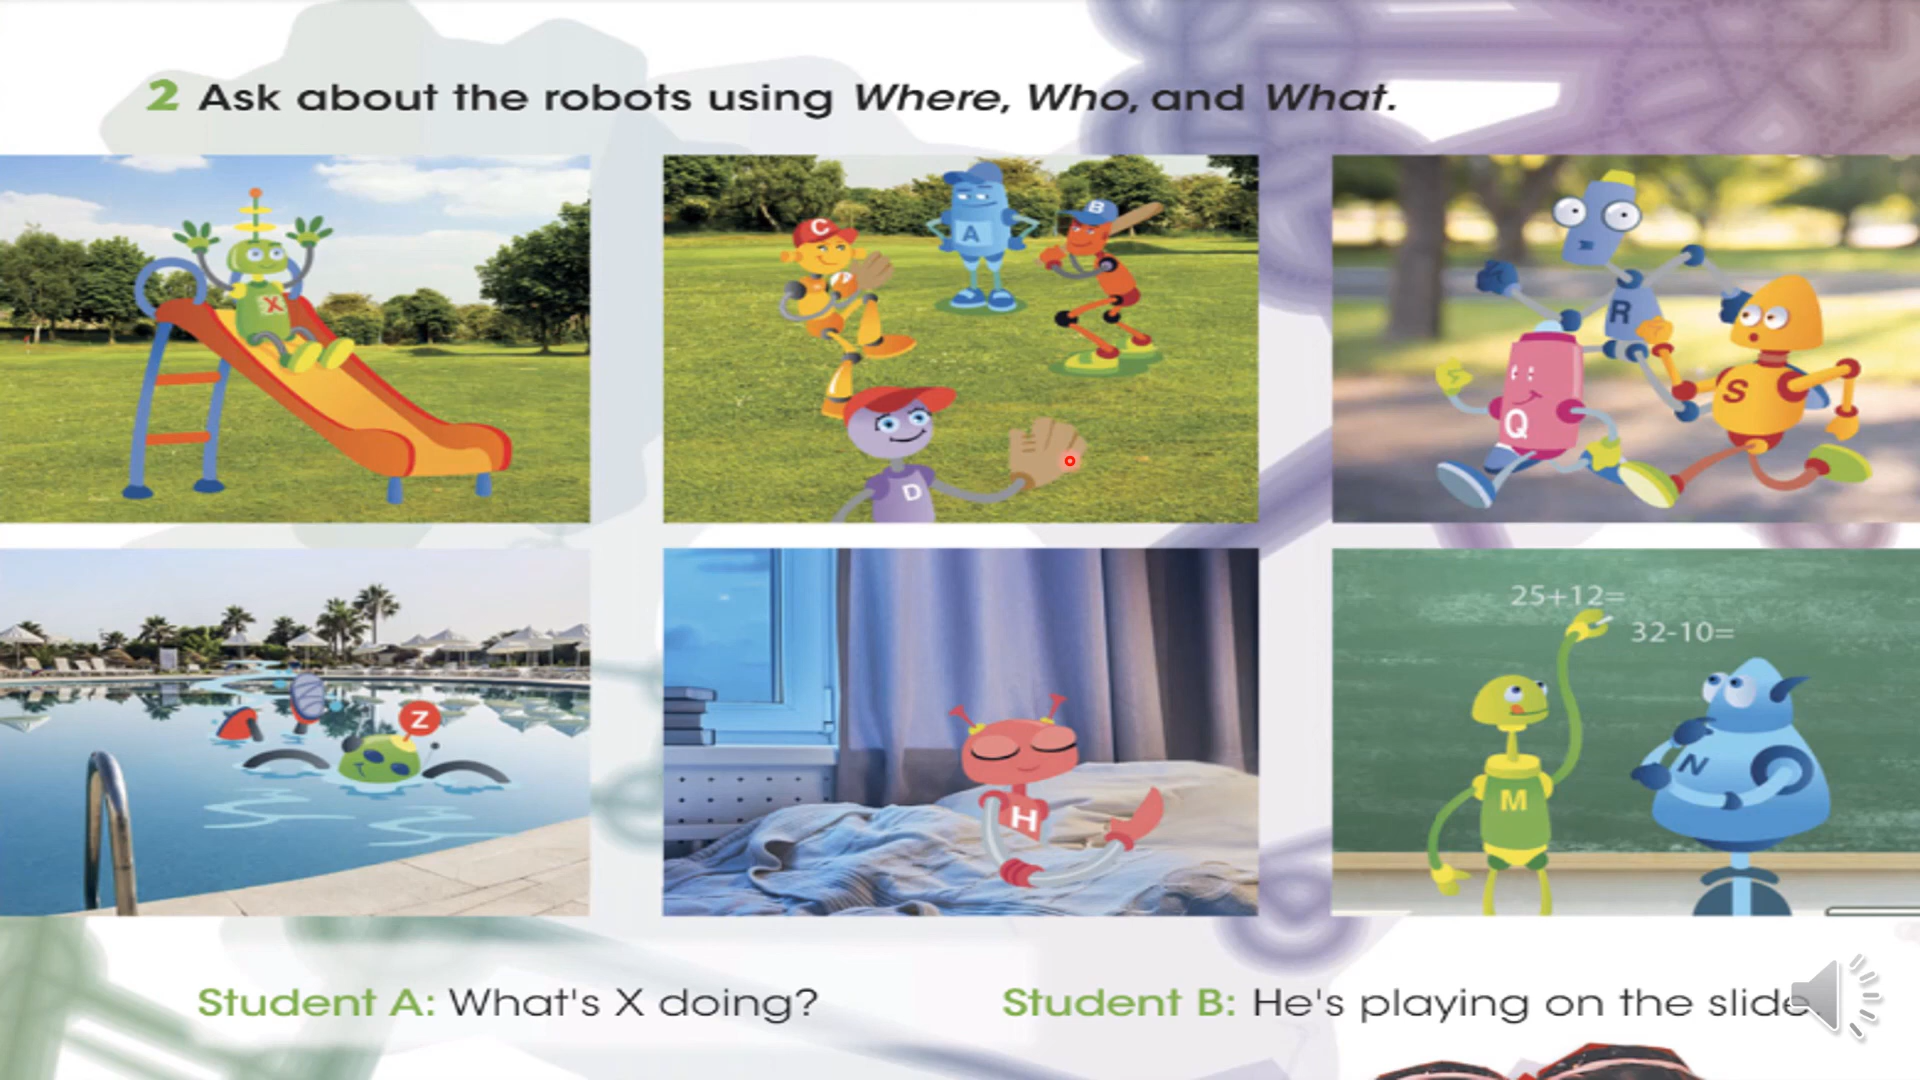 2 Ask about the robots using Where, Who, and What.
X
C
A
B
D
R
Q
S
Z
H
25+12=
32-10=
M
N
Student A: What's X doing?
Student B: He's playing on the slide.